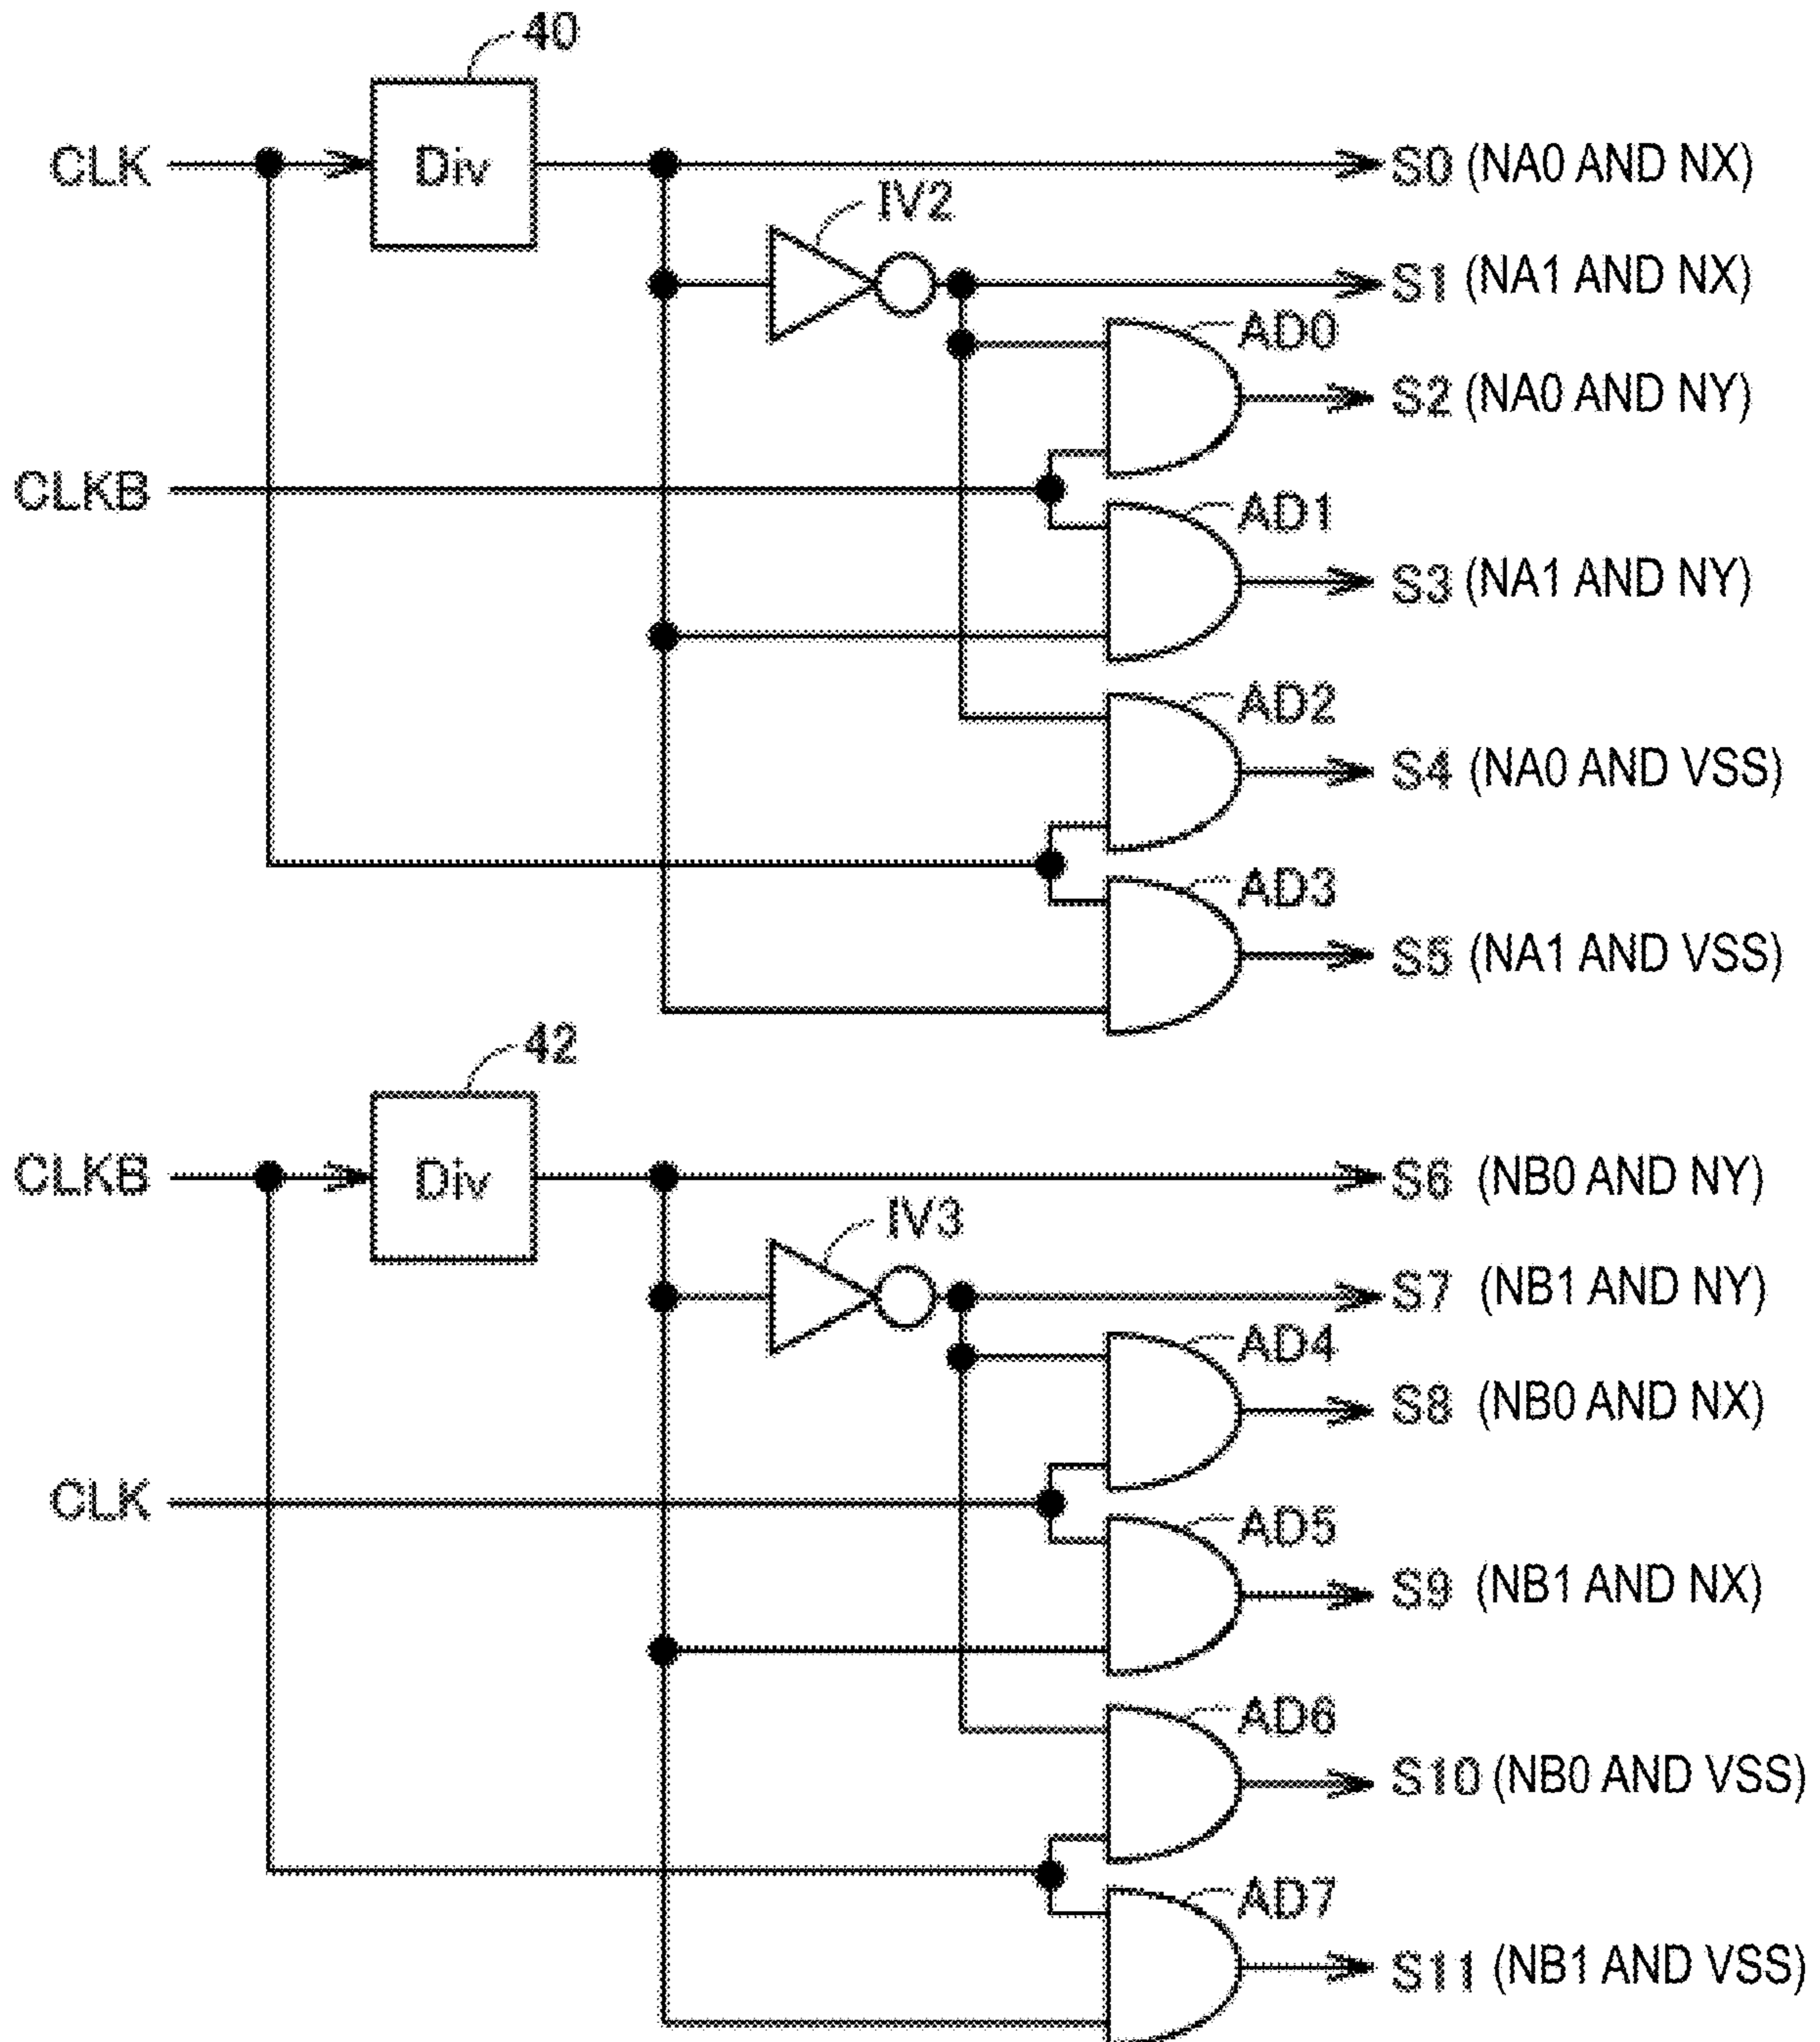 40
CLK
Div
S0 (NA0 AND NX)
IV2
S1 (NA1 AND NX)
AD0
S2 (NA0 AND NY)
CLKB
AD1
S3 (NA1 AND NY)
AD2
S4 (NA0 AND VSS)
AD3
S5 (NA1 AND VSS)
42
CLKB
Div
S6 (NB0 AND NY)
IV3
S7 (NB1 AND NY)
AD4
S8 (NB0 AND NX)
CLK
AD5
S9 (NB1 AND NX)
AD6
S10 (NB0 AND VSS)
AD7
S11 (NB1 AND VSS)